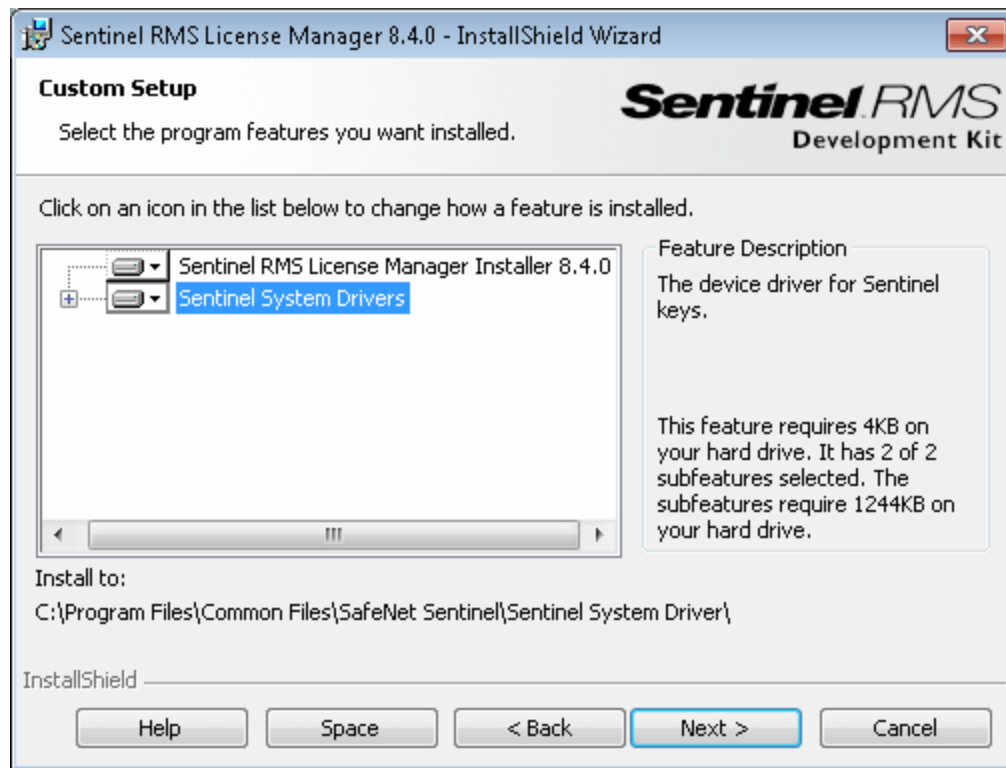 Sentinel RMS License Manager 8.4.0 - InstallShield Wizard
Custom Setup
Select the program features you want installed.
Sentinel RMS
Development Kit
Click on an icon in the list below to change how a feature is installed.
Sentinel RMS License Manager Installer 8.4.0
Sentinel System Drivers
Feature Description
The device driver for Sentinel
keys.
This feature requires 4KB on
your hard drive. It has 2 of 2
subfeatures selected. The
subfeatures require 1244KB on
your hard drive.
Install to:
C:\Program Files\Common Files\SafeNet Sentinel\Sentinel System Driver\
InstallShield
Help Space < Back Next > Cancel